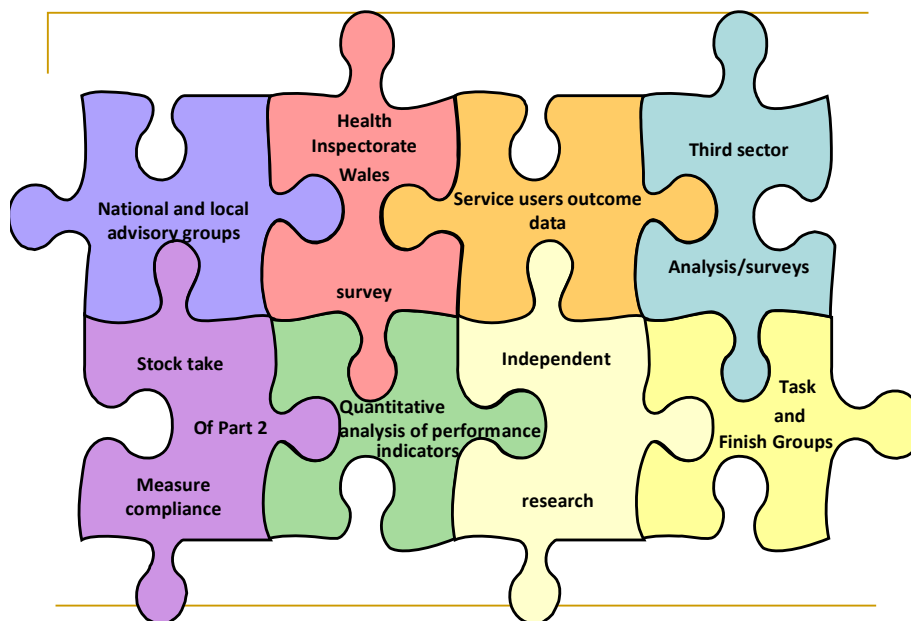 National and local
advisory groups
Health
Inspectorate
Wales
survey
Service users outcome
data
Third sector
Analysis/surveys
Stock take
Of Part 2
Measure
compliance
Quantitative
analysis of performance
indicators
Independent
research
Task
and
Finish Groups